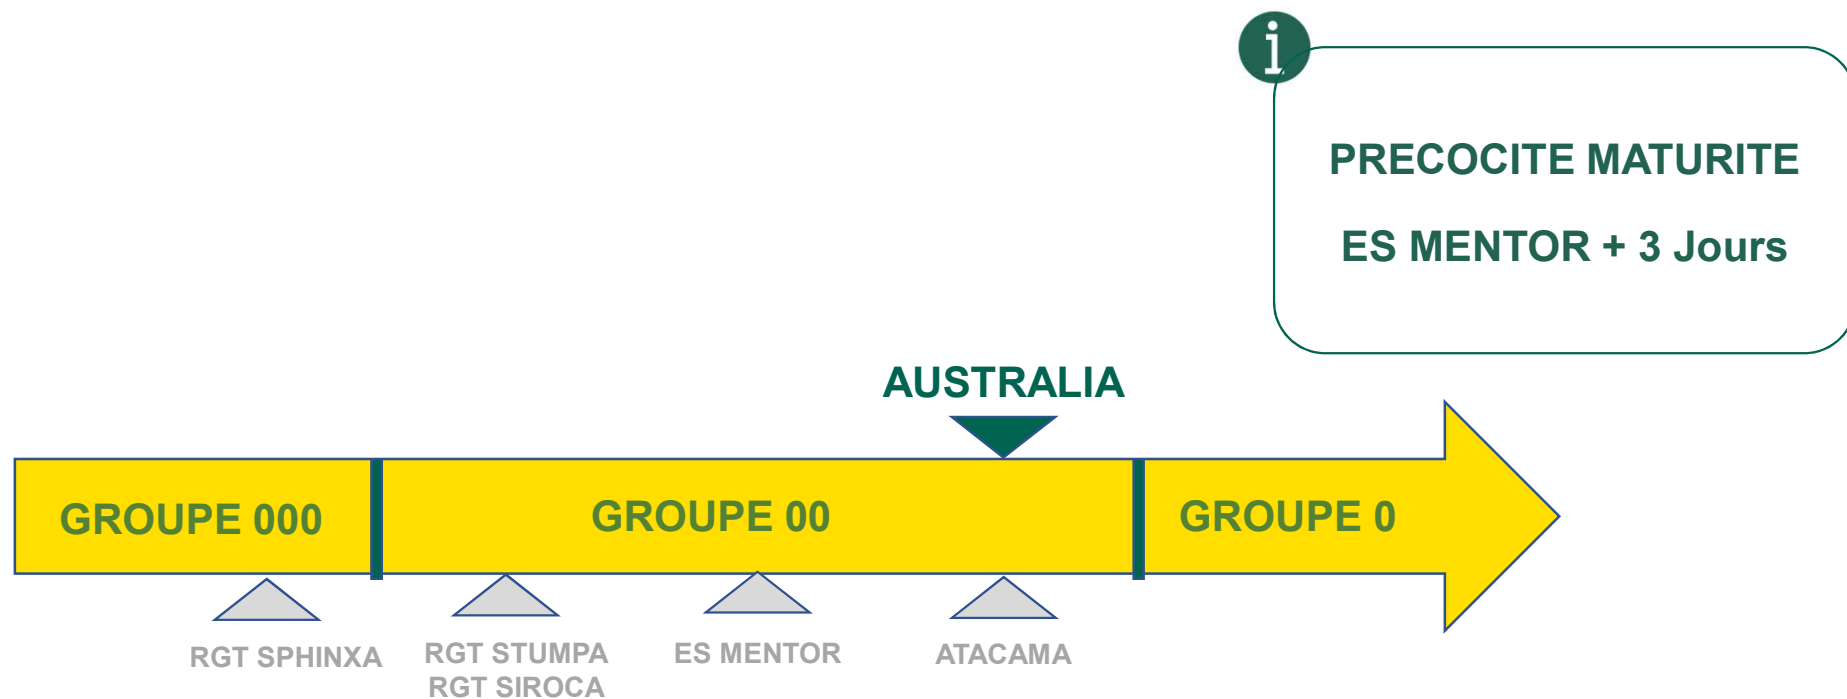 i
PRECOCITE MATURITE
ES MENTOR + 3 Jours
AUSTRALIA
GROUPE 000
GROUPE 00
GROUPE 0
RGT SPHINXA
RGT STUMPA
RGT SIROCA
ES MENTOR
ATACAMA